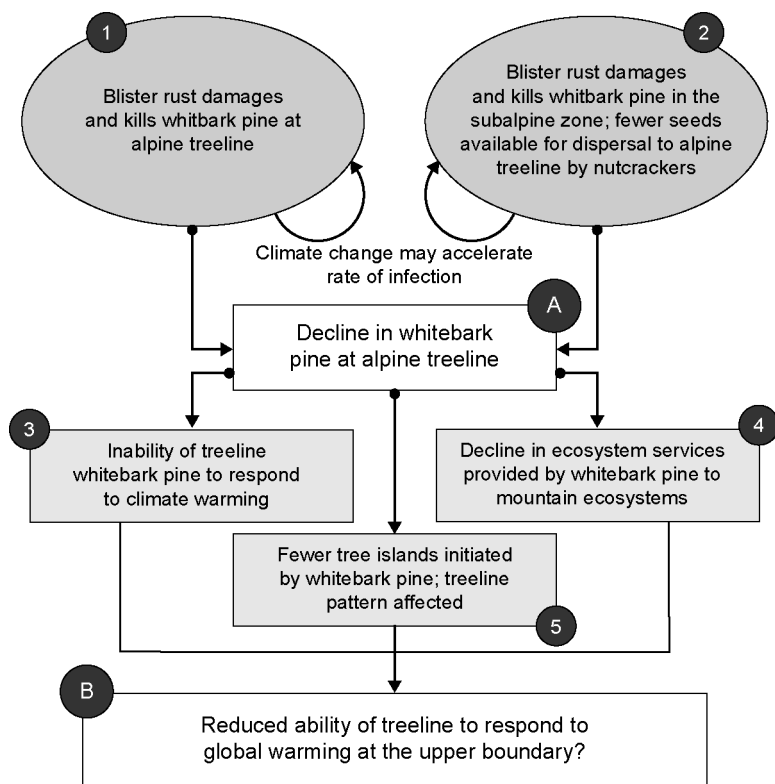 1
Blister rust damages
and kills whitbark pine at
alpine treeline
2
Blister rust damages
and kills whitbark pine in the
subalpine zone; fewer seeds
available for dispersal to alpine
treeline by nutcrackers
Climate change may accelerate
rate of infection
A
Decline in whitebark
pine at alpine treeline
3
Inability of treeline
whitebark pine to respond
to climate warming
4
Decline in ecosystem services
provided by whitebark pine to
mountain ecosystems
Fewer tree islands initiated
by whitebark pine; treeline
pattern affected
5
B
Reduced ability of treeline to respond to
global warming at the upper boundary?